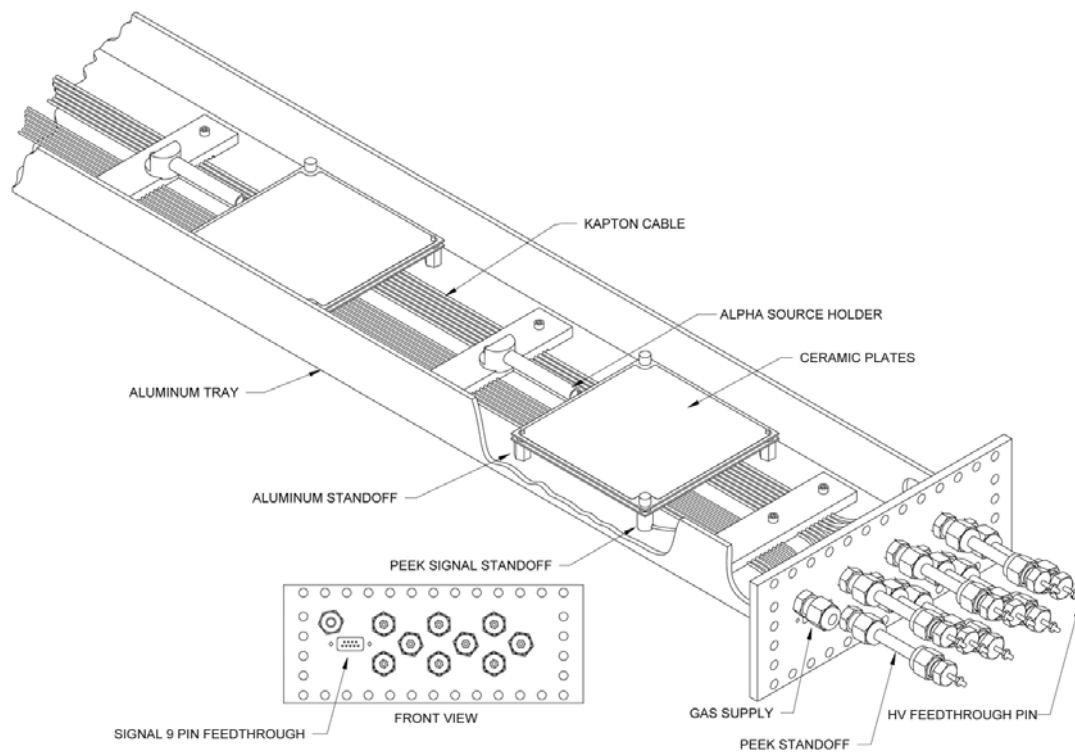 KAPTON CABLE
ALPHA SOURCE HOLDER
CERAMIC PLATES
ALUMINUM TRAY
ALUMINUM STANDOFF
PEEK SIGNAL STANDOFF
FRONT VIEW
GAS SUPPLY
HV FEEDTHROUGH PIN
SIGNAL 9 PIN FEEDTHROUGH
PEEK STANDOFF